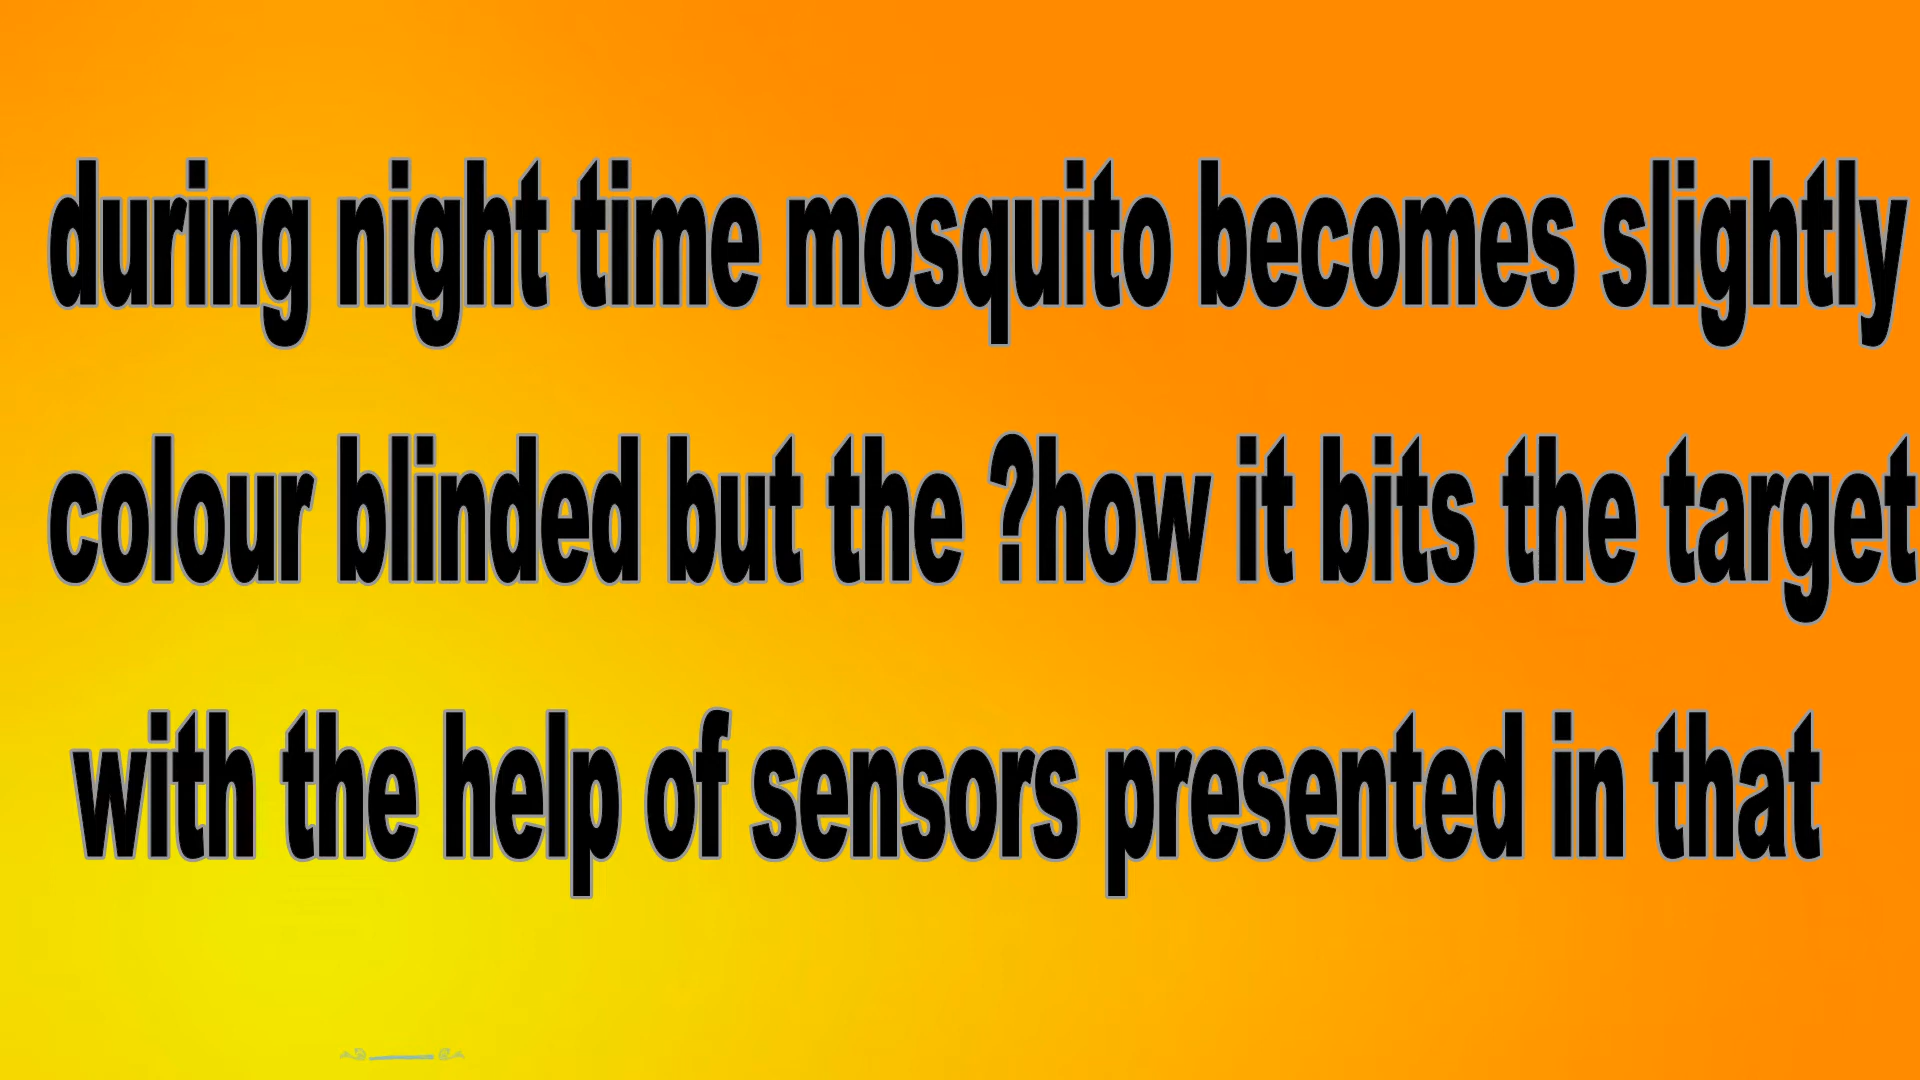 during night time mosquito becomes slightly
colour blinded but the ?how it bits the target
with the help of sensors presented in that